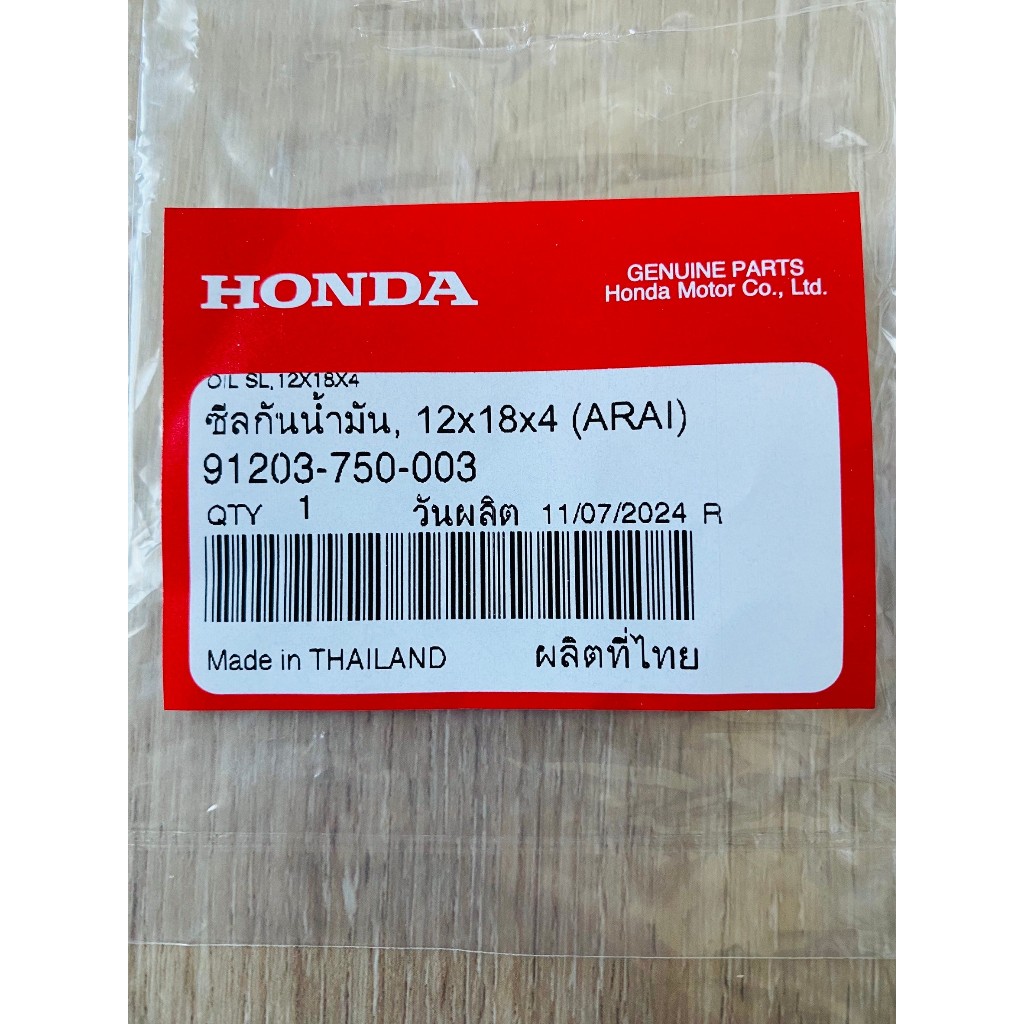 HONDA
GENUINE PARTS
Honda Motor Co., Ltd.
OIL SL,12X18X4
ซีลกันน้ำมัน, 12x18x4 (ARAI)
91203-750-003
QTY 1 วันผลิต 11/07/2024 R
Made in THAILAND ผลิตที่ไทย